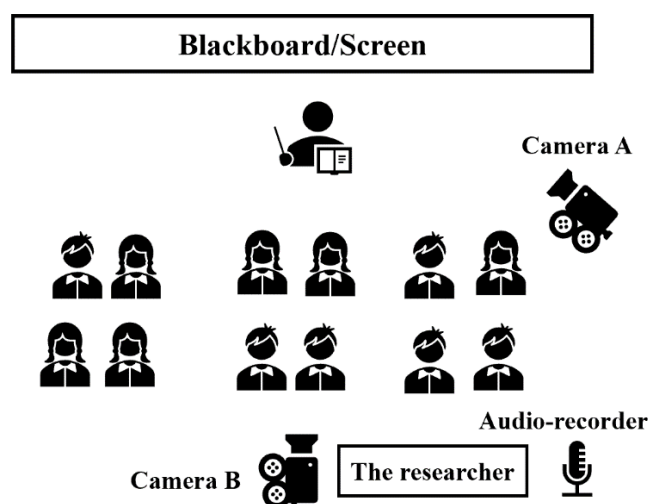 Blackboard/Screen
Camera A
Audio-recorder
Camera B
The researcher